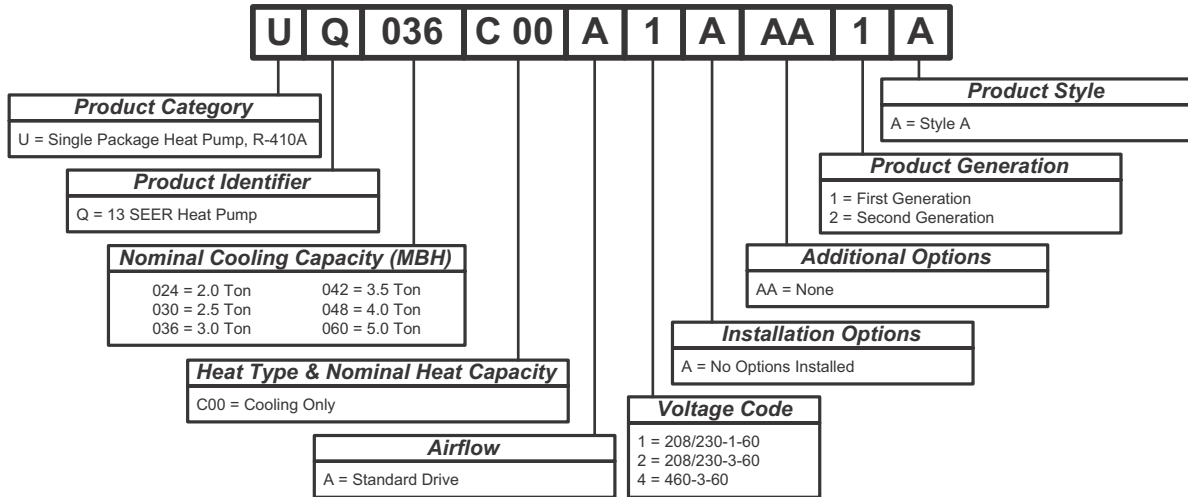 U Q 036 C 00 A 1 A AA 1 A
Product Category
U = Single Package Heat Pump, R-410A
Product Identifier
Q = 13 SEER Heat Pump
Nominal Cooling Capacity (MBH)
024 = 2.0 Ton 042 = 3.5 Ton
030 = 2.5 Ton 048 = 4.0 Ton
036 = 3.0 Ton 060 = 5.0 Ton
Heat Type & Nominal Heat Capacity
C00 = Cooling Only
Airflow
A = Standard Drive
Product Style
A = Style A
Product Generation
1 = First Generation
2 = Second Generation
Additional Options
AA = None
Installation Options
A = No Options Installed
Voltage Code
1 = 208/230-1-60
2 = 208/230-3-60
4 = 460-3-60